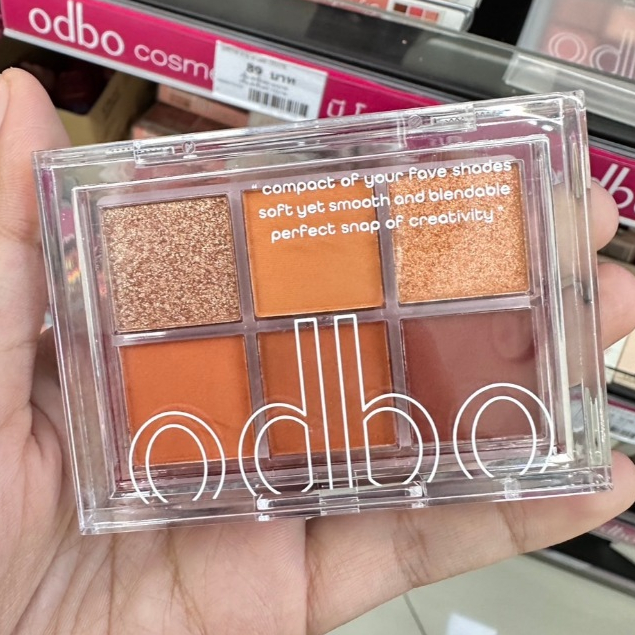 odbo cosme
89 บาท
odb
“ compact of your fave shades
soft yet smooth and blendable
perfect snap of creativity ”
odbo